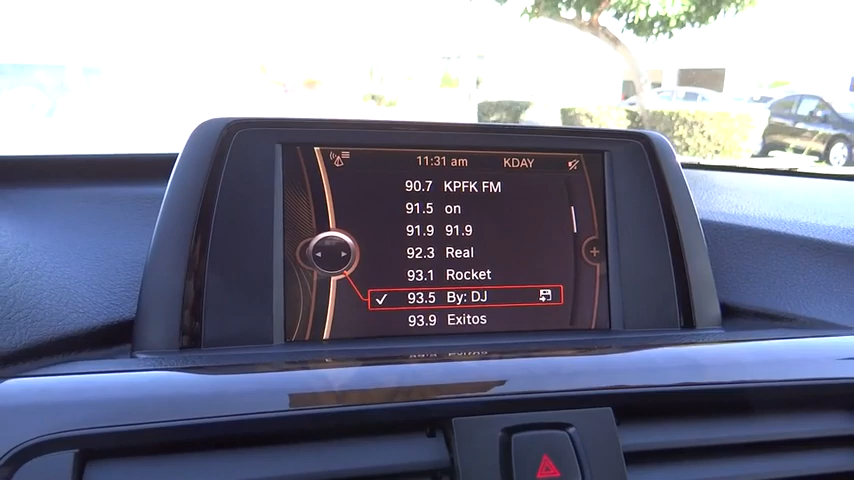 11:31 am KDAY
90.7 KPFK FM
91.5 on
91.9 91.9
92.3 Real
93.1 Rocket
93.5 By: DJ
93.9 Exitos